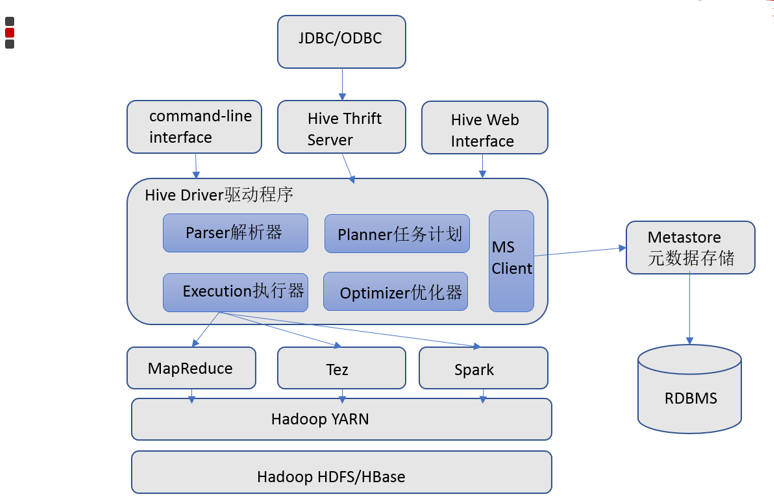 JDBC/ODBC
command-line
interface
Hive Thrift
Server
Hive Web
Interface
Hive Driver驱动程序
Parser解析器
Planner任务计划
MS
Client
Execution执行器
Optimizer优化器
Metastore
元数据存储
MapReduce
Tez
Spark
RDBMS
Hadoop YARN
Hadoop HDFS/HBase